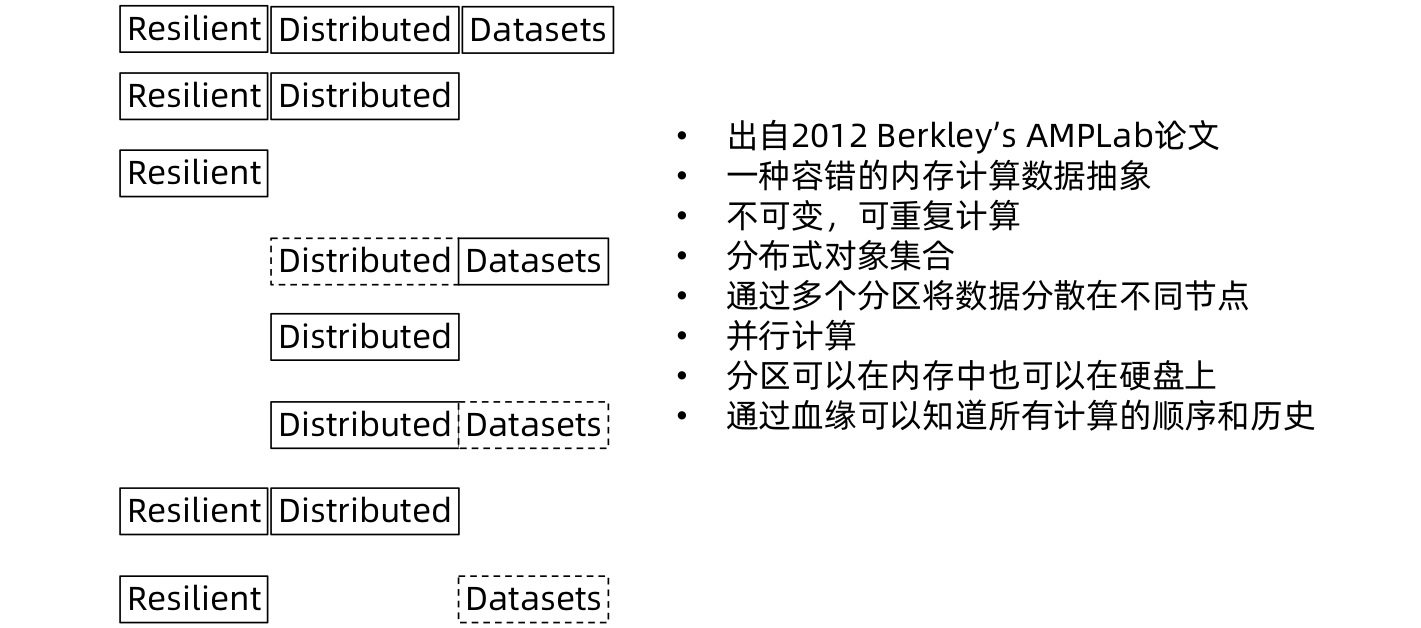 Resilient Distributed Datasets
Resilient Distributed
Resilient
Distributed Datasets
Distributed
Distributed Datasets
Resilient Distributed
Resilient Datasets
• 出自2012 Berkley’s AMPLab论文
• 一种容错的内存计算数据抽象
• 不可变，可重复计算
• 分布式对象集合
• 通过多个分区将数据分散在不同节点
• 并行计算
• 分区可以在内存中也可以在硬盘上
• 通过血缘可以知道所有计算的顺序和历史